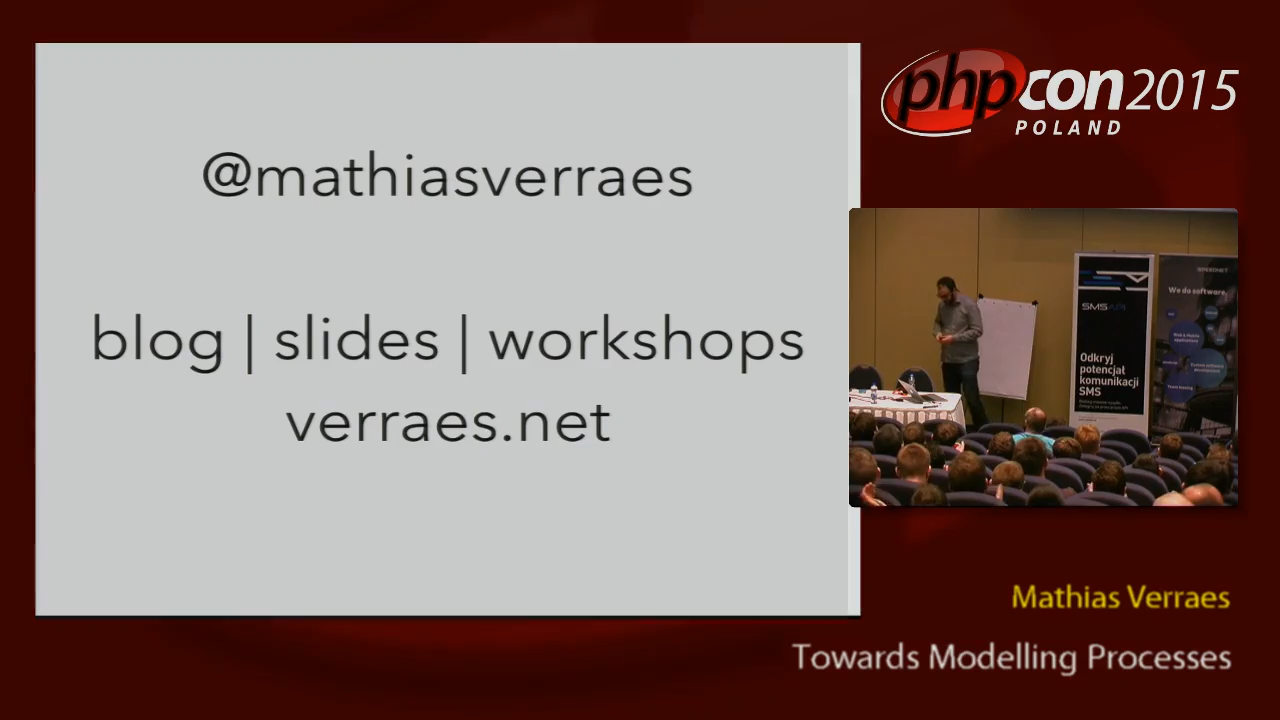 @mathiasverraes
blog | slides | workshops
verraes.net
phpcon2015
POLAND
SMSAPI
Odkryj
potencjał
komunikacji
SMS
We do software.
Mathias Verraes
Towards Modelling Processes